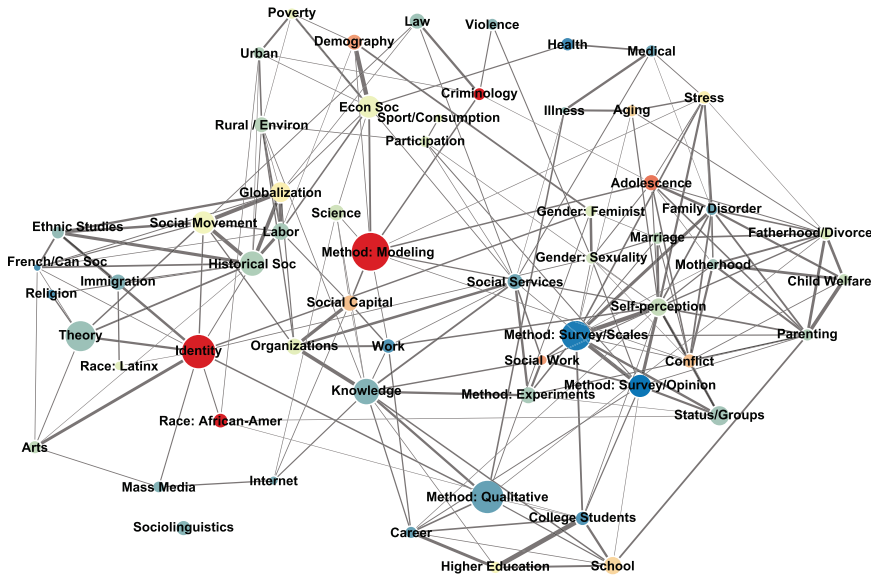 Poverty
Law
Violence
Demography
Health
Urban
Medical
Criminology
Stress
Econ Soc
Illness
Aging
Sport/Consumption
Rural / Environ
Participation
Adolescence
Globalization
Science
Gender: Feminist
Family Disorder
Social Movement
Ethnic Studies
Labor
Marriage
Fatherhood/Divorce
Method: Modeling
Gender: Sexuality
French/Can Soc
Historical Soc
Motherhood
Immigration
Social Services
Child Welfare
Religion
Social Capital
Self-perception
Theory
Method: Survey/Scales
Parenting
Identity
Organizations
Work
Social Work
Conflict
Race: Latinx
Method: Survey/Opinion
Knowledge
Method: Experiments
Status/Groups
Race: African-Amer
Arts
Internet
Mass Media
Method: Qualitative
Sociolinguistics
College Students
Career
Higher Education
School